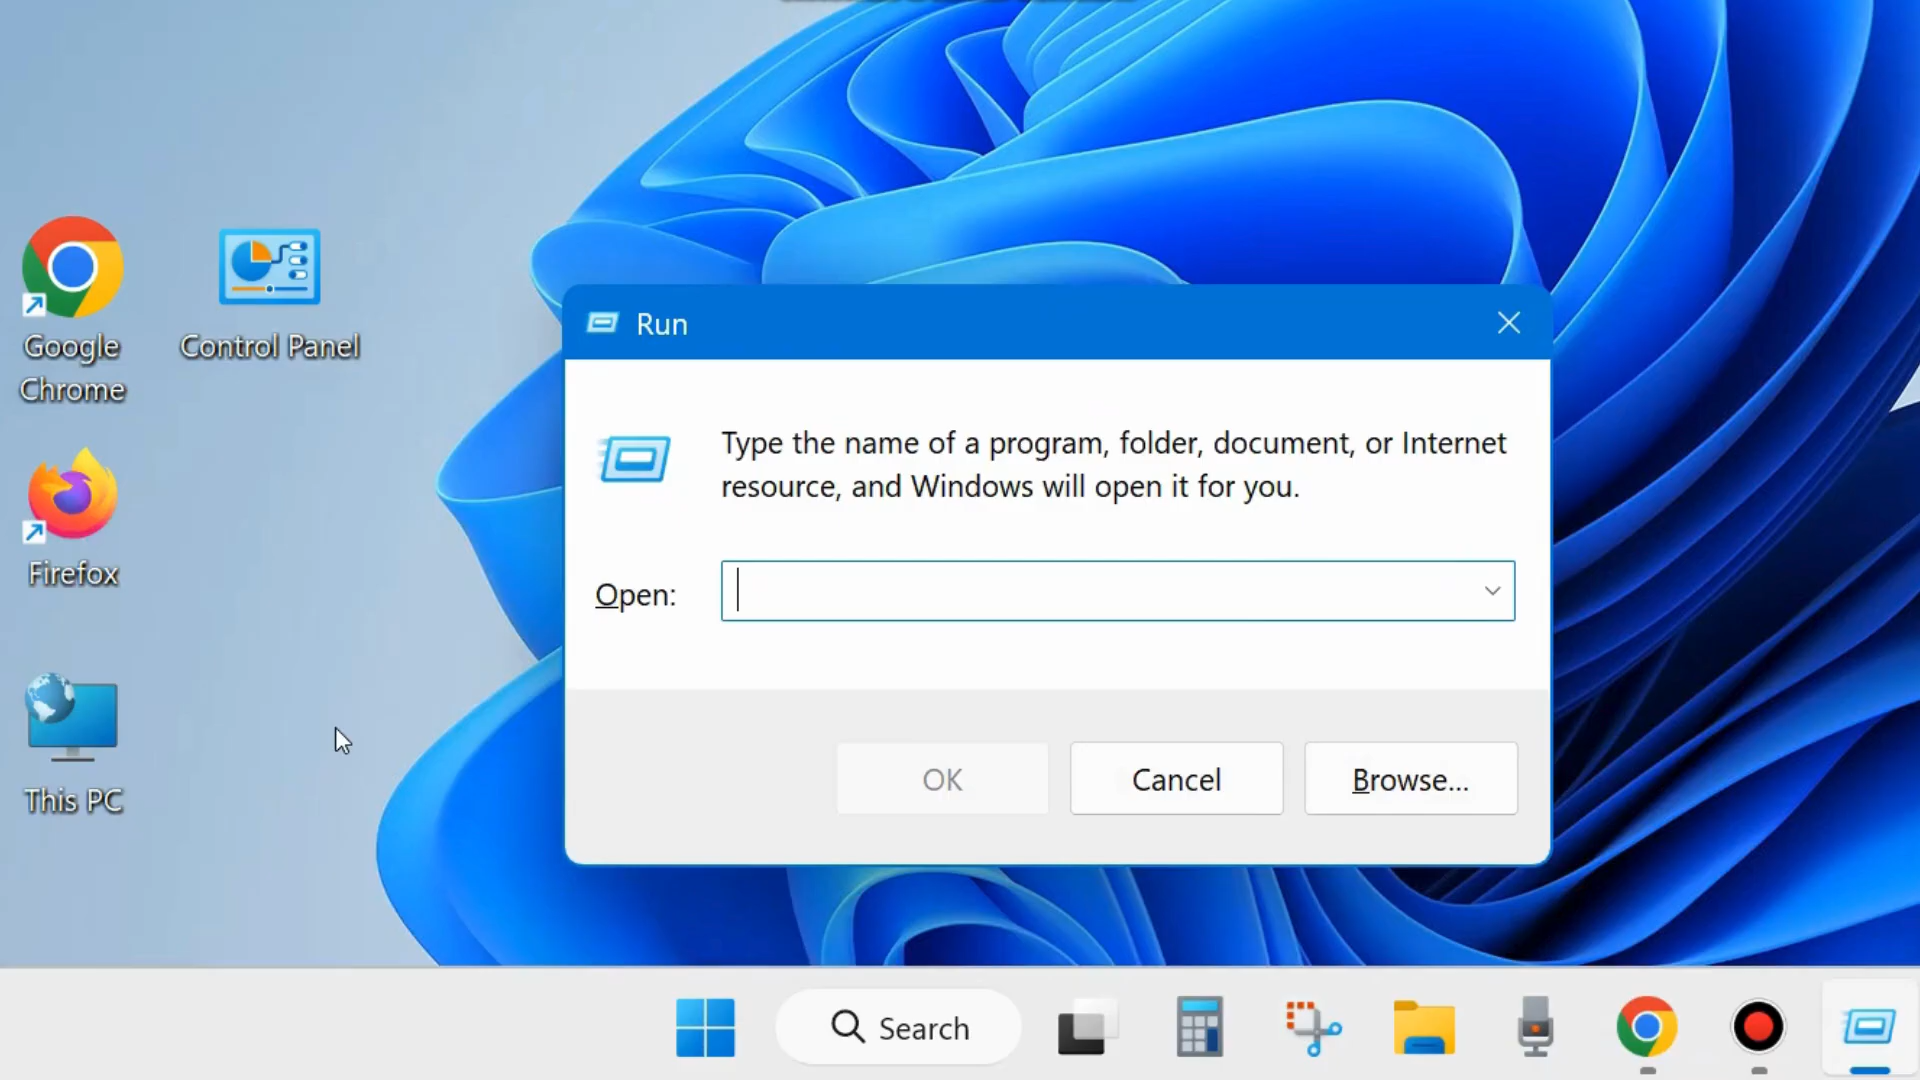 Google
Chrome
Control Panel
Firefox
This PC
Run
Type the name of a program, folder, document, or Internet
resource, and Windows will open it for you.
Open:
OK
Cancel
Browse...
Search